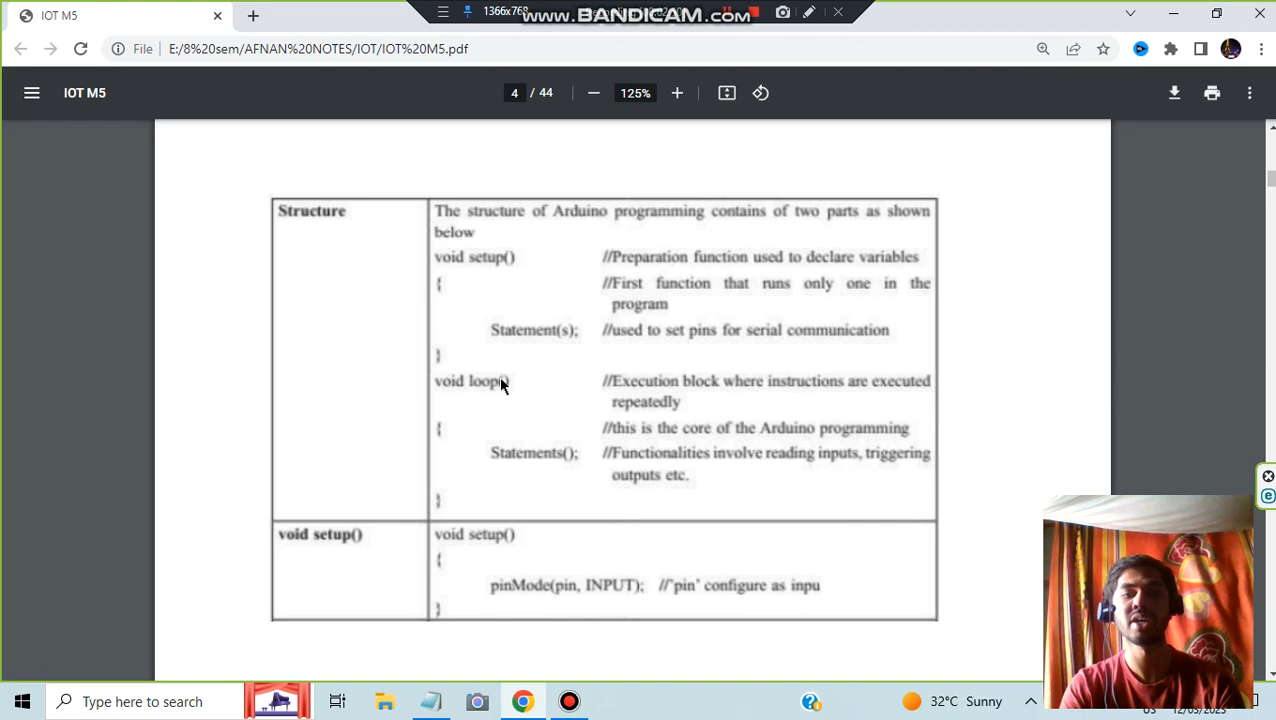 IOT M5
1366x768
www.BANDICAM.com
File E:/8%20sem/AFNAN%20NOTES/IOT/IOT%20M5.pdf
IOT M5
4 / 44
125%
Structure
The structure of Arduino programming contains of two parts as shown
below
void setup() //Preparation function used to declare variables
{ //First function that runs only one in the
program
Statement(s); //used to set pins for serial communication
}
void loop() //Execution block where instructions are executed
repeatedly
{ //this is the core of the Arduino programming
Statements(); //Functionalities involve reading inputs, triggering
outputs etc.
}
void setup()
void setup()
{
pinMode(pin, INPUT); //'pin' configure as inpu
}
Type here to search
32°C Sunny
12/05/2023